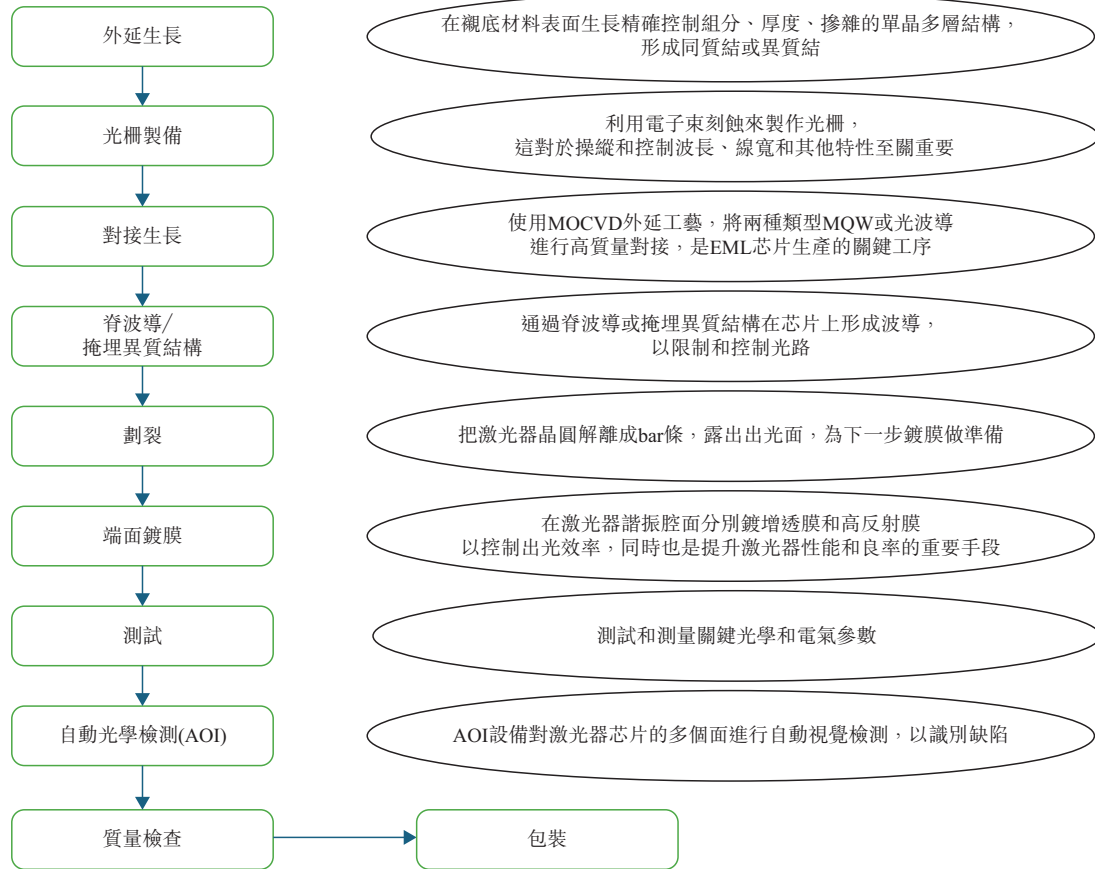 外延生長
在襯底材料表面生長精確控制組分、厚度、摻雜的單晶多層結構，
形成同質結或異質結
光柵製備
利用電子束刻蝕來製作光柵，
這對於操縱和控制波長、線寬和其他特性至關重要
對接生長
使用MOCVD外延工藝，將兩種類型MQW或光波導
進行高質量對接，是EML芯片生產的關鍵工序
脊波導/
掩埋異質結構
通過脊波導或掩埋異質結構在芯片上形成波導，
以限制和控制光路
劃裂
把激光器晶圓解離成bar條，露出出光面，為下一步鍍膜做準備
端面鍍膜
在激光器諧振腔面分別鍍增透膜和高反射膜
以控制出光效率，同時也是提升激光器性能和良率的重要手段
測試
測試和測量關鍵光學和電氣參數
自動光學檢測(AOI)
AOI設備對激光器芯片的多個面進行自動視覺檢測，以識別缺陷
質量檢查
包裝